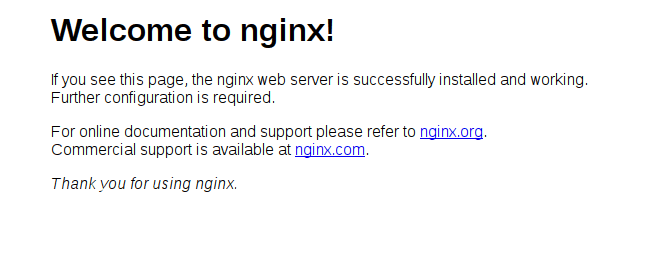 Welcome to nginx!
If you see this page, the nginx web server is successfully installed and working.
Further configuration is required.
For online documentation and support please refer to nginx.org.
Commercial support is available at nginx.com.
Thank you for using nginx.